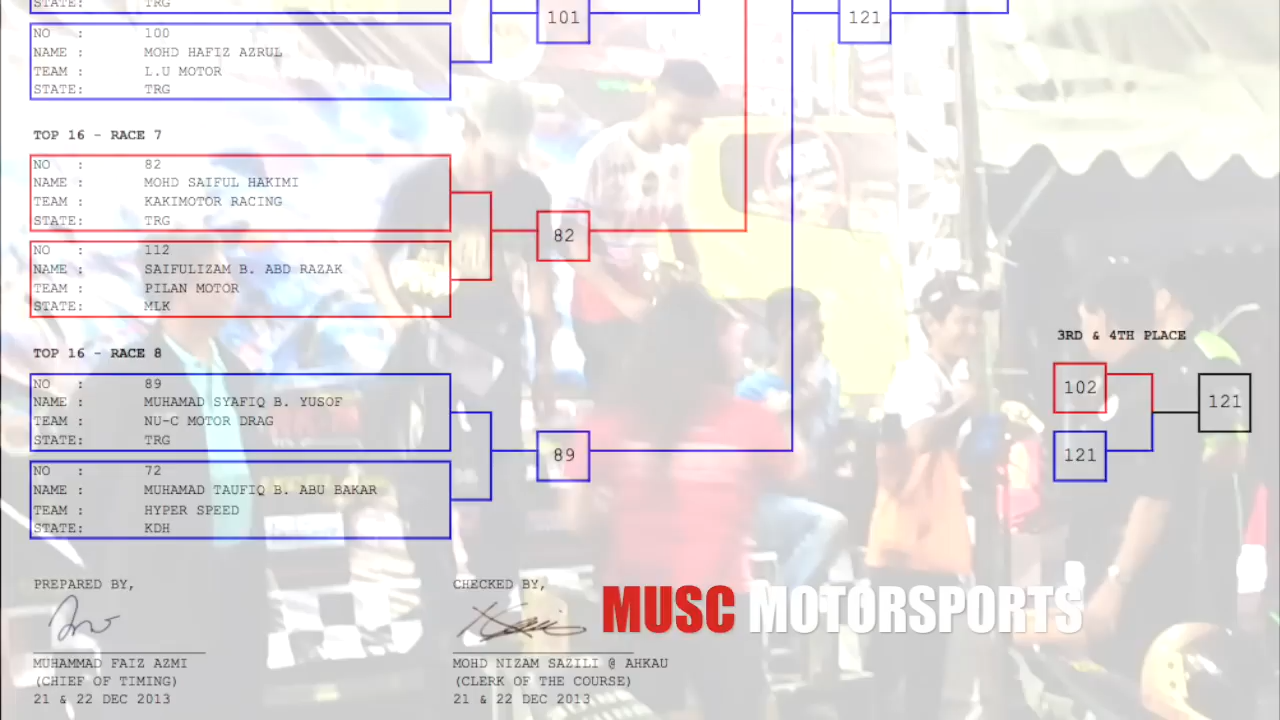 STATE: TRG
101
121
NO : 100
NAME : MOHD HAFIZ AZRUL
TEAM : L.U MOTOR
STATE: TRG
TOP 16 - RACE 7
NO : 82
NAME : MOHD SAIFUL HAKIMI
TEAM : KAKIMOTOR RACING
STATE: TRG
82
NO : 112
NAME : SAIFULIZAM B. ABD RAZAK
TEAM : PILAN MOTOR
STATE: MLK
TOP 16 - RACE 8
NO : 89
NAME : MUHAMAD SYAFIQ B. YUSOF
TEAM : NU-C MOTOR DRAG
STATE: TRG
89
NO : 72
NAME : MUHAMAD TAUFIQ B. ABU BAKAR
TEAM : HYPER SPEED
STATE: KDH
3RD & 4TH PLACE
102
121
121
PREPARED BY,
MUHAMMAD FAIZ AZMI
(CHIEF OF TIMING)
21 & 22 DEC 2013
CHECKED BY,
MOHD NIZAM SAZILI @ AHKAU
(CLERK OF THE COURSE)
21 & 22 DEC 2013
MUSC MOTORSPORTS